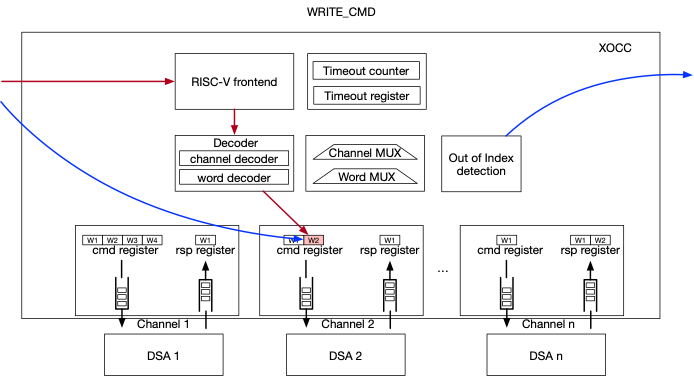 WRITE_CMD
XOCC
RISC-V frontend
Timeout counter
Timeout register
Decoder
channel decoder
word decoder
Channel MUX
Word MUX
Out of Index
detection
W1 W2 W3 W4
cmd register
W1
rsp register
W1 W2
cmd register
W1
rsp register
...
W1
cmd register
W1 W2
rsp register
Channel 1
Channel 2
Channel n
DSA 1
DSA 2
DSA n